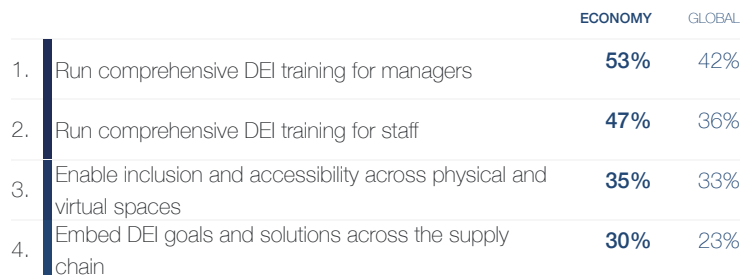 ECONOMY GLOBAL
1. Run comprehensive DEI training for managers 53% 42%
2. Run comprehensive DEI training for staff 47% 36%
3. Enable inclusion and accessibility across physical and virtual spaces 35% 33%
4. Embed DEI goals and solutions across the supply chain 30% 23%